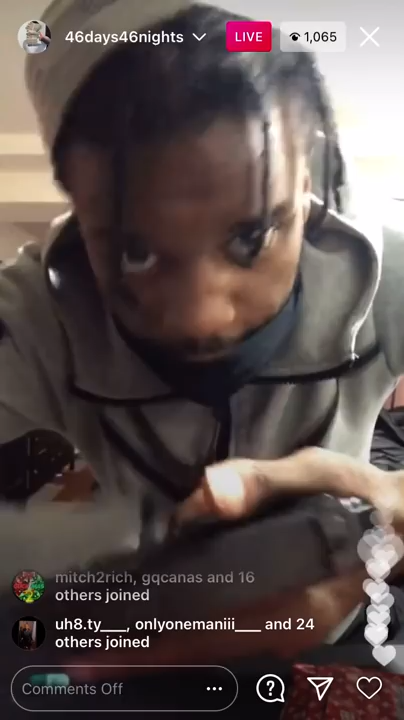 46days46nights
LIVE
1,065
mitch2rich, gqcanas and 16
others joined
uh8.ty___, onlyonemaniii___ and 24
others joined
Comments Off